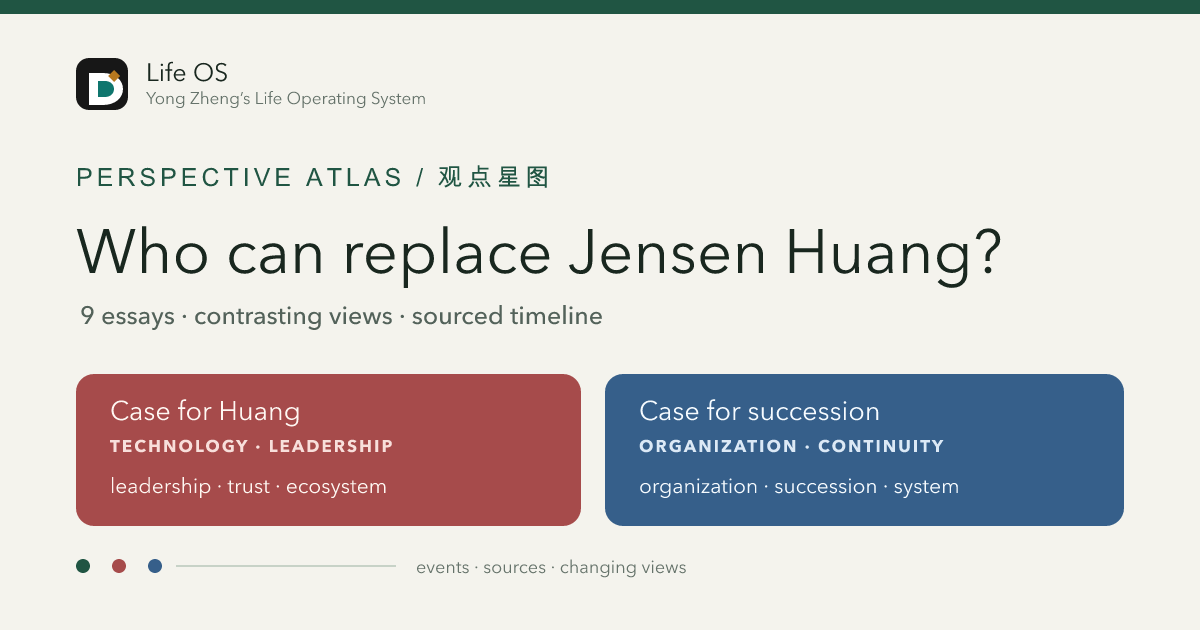 Life OS
Yong Zheng’s Life Operating System
PERSPECTIVE ATLAS / 观点星图
Who can replace Jensen Huang?
9 essays · contrasting views · sourced timeline
Case for Huang
TECHNOLOGY · LEADERSHIP
leadership · trust · ecosystem
Case for succession
ORGANIZATION · CONTINUITY
organization · succession · system
events · sources · changing views